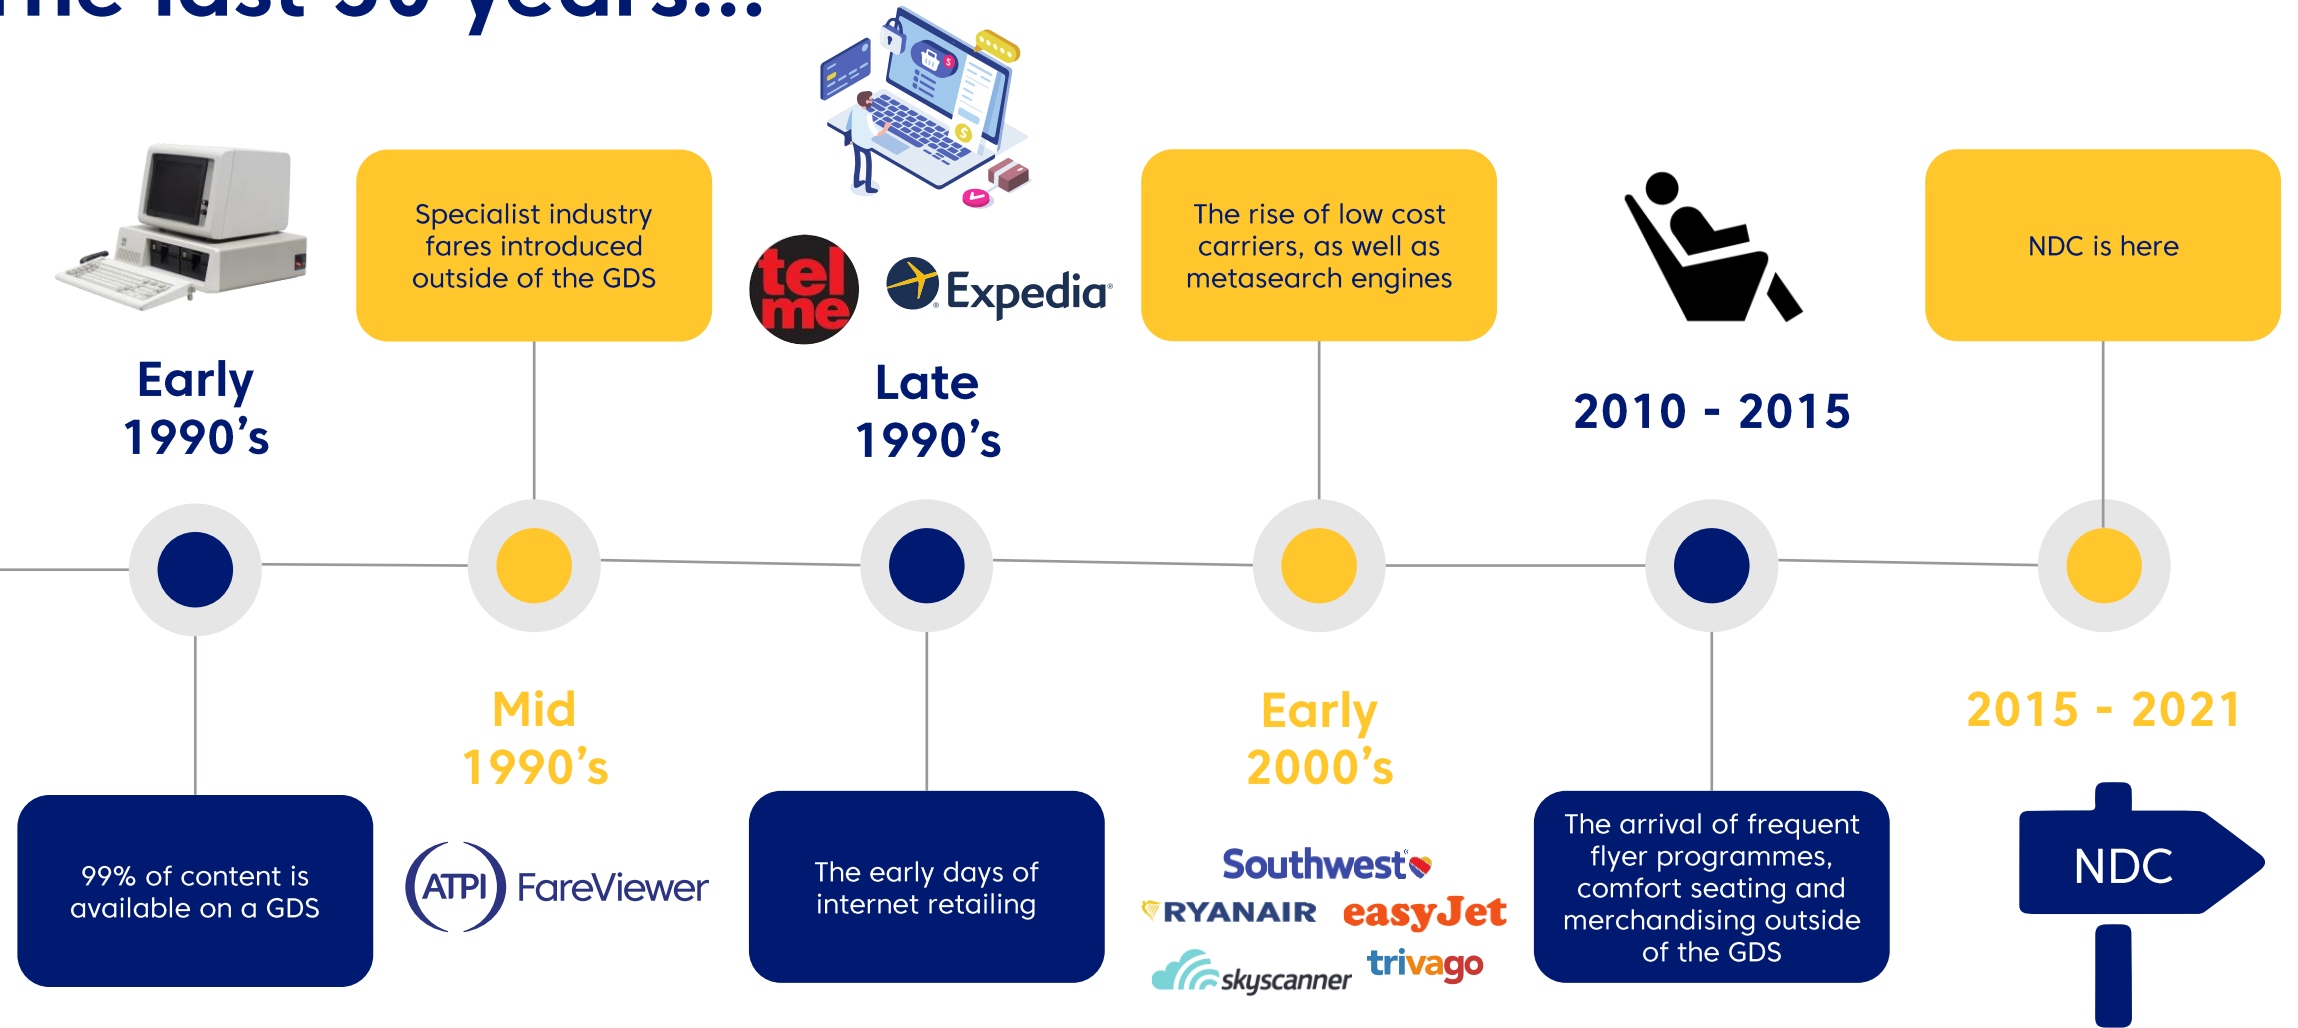 The last 30 years...
Early
1990's
99% of content is
available on a GDS
Specialist industry
fares introduced
outside of the GDS
Mid
1990's
ATPI FareViewer
tel
me
Expedia
Late
1990's
The early days of
internet retailing
The rise of low cost
carriers, as well as
metasearch engines
Early
2000's
Southwest
RYANAIR easyJet
skyscanner trivago
2010 - 2015
The arrival of frequent
flyer programmes,
comfort seating and
merchandising outside
of the GDS
NDC is here
2015 - 2021
NDC